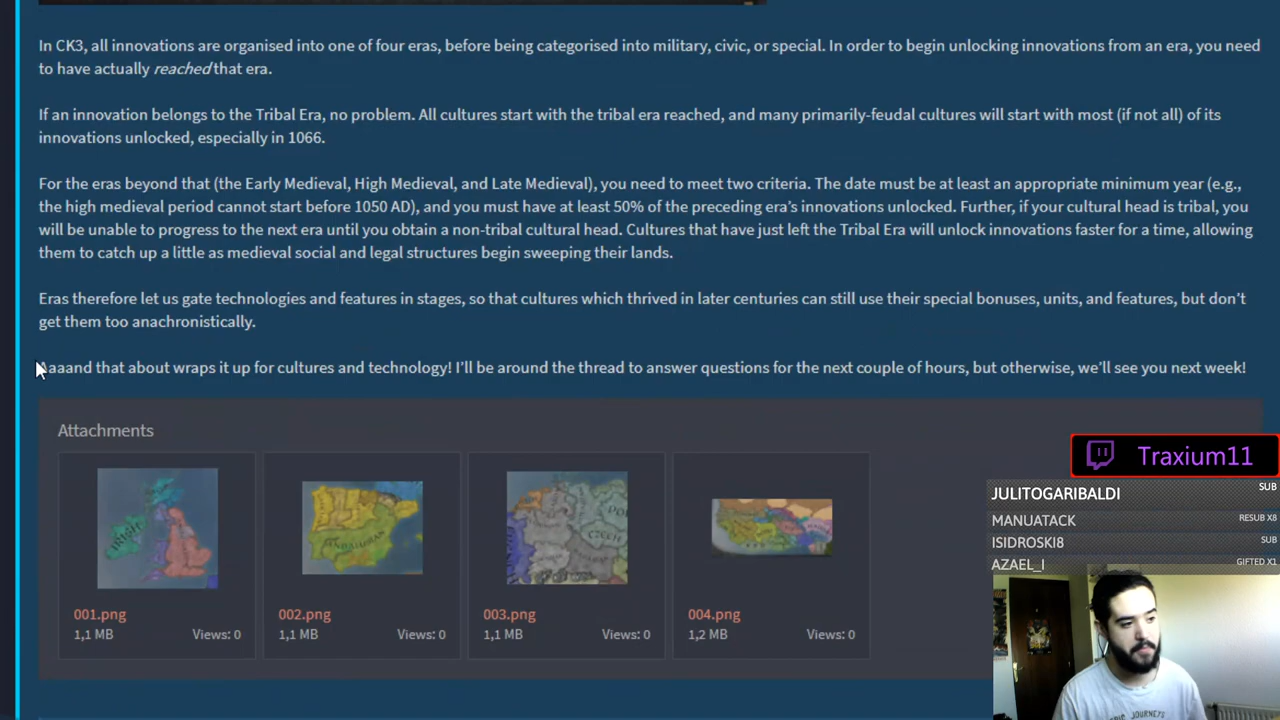 In CK3, all innovations are organised into one of four eras, before being categorised into military, civic, or special. In order to begin unlocking innovations from an era, you need
to have actually reached that era.
If an innovation belongs to the Tribal Era, no problem. All cultures start with the tribal era reached, and many primarily-feudal cultures will start with most (if not all) of its
innovations unlocked, especially in 1066.
For the eras beyond that (the Early Medieval, High Medieval, and Late Medieval), you need to meet two criteria. The date must be at least an appropriate minimum year (e.g.,
the high medieval period cannot start before 1050 AD), and you must have at least 50% of the preceding era's innovations unlocked. Further, if your cultural head is tribal, you
will be unable to progress to the next era until you obtain a non-tribal cultural head. Cultures that have just left the Tribal Era will unlock innovations faster for a time, allowing
them to catch up a little as medieval social and legal structures begin sweeping their lands.
Eras therefore let us gate technologies and features in stages, so that cultures which thrived in later centuries can still use their special bonuses, units, and features, but don't
get them too anachronistically.
Aaaand that about wraps it up for cultures and technology! I'll be around the thread to answer questions for the next couple of hours, but otherwise, we'll see you next week!
Attachments
IRISH
ANDALUSIAN
CZECH
001.png
1,1 MB Views: 0
002.png
1,1 MB Views: 0
003.png
1,1 MB Views: 0
004.png
1,2 MB Views: 0
Traxium11
JULITOGARIBALDI SUB
MANUATACK RESUB X8
ISIDROSKI8 SUB
AZAEL_I GIFTED X1